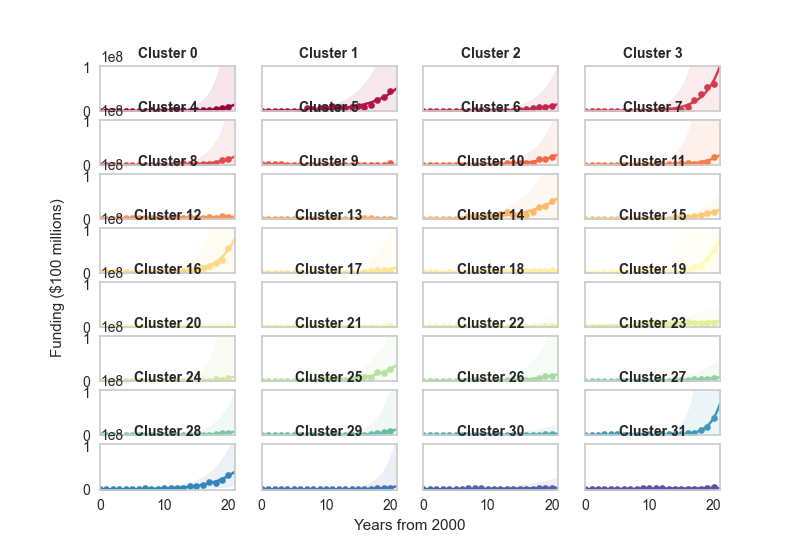 1e8
Cluster 0 Cluster 1 Cluster 2 Cluster 3
1
0 1e8 Cluster 4 Cluster 5 Cluster 6 Cluster 7
1
0 1e8 Cluster 8 Cluster 9 Cluster 10 Cluster 11
1
0 1e8 Cluster 12 Cluster 13 Cluster 14 Cluster 15
1
0 1e8 Cluster 16 Cluster 17 Cluster 18 Cluster 19
1
0 1e8 Cluster 20 Cluster 21 Cluster 22 Cluster 23
1
0 1e8 Cluster 24 Cluster 25 Cluster 26 Cluster 27
1
0 1e8 Cluster 28 Cluster 29 Cluster 30 Cluster 31
1
0
0 10 20 0 10 20 0 10 20 0 10 20
Years from 2000
Funding ($100 millions)